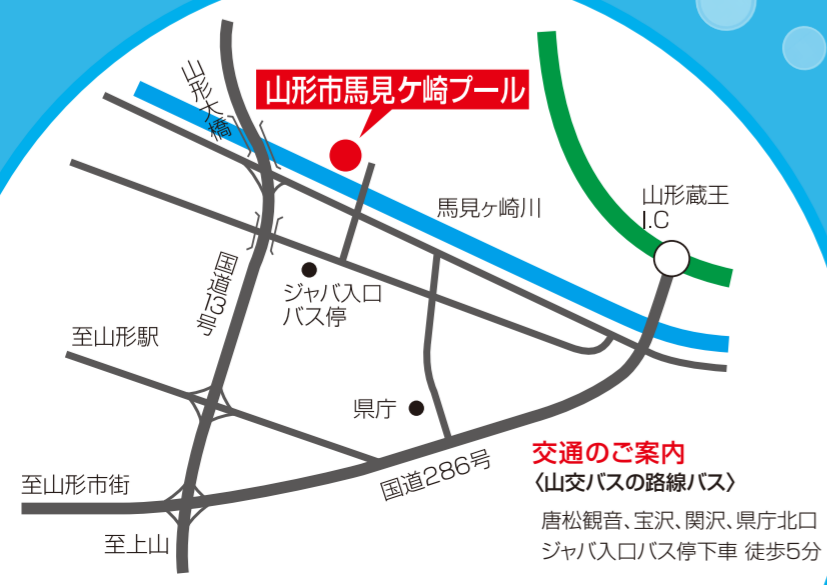 山形大橋
山形市馬見ケ崎プール
馬見ヶ崎川
山形蔵王
I.C
国道13号
ジャバ入口
バス停
至山形駅
県庁
国道286号
至山形市街
至上山
交通のご案内
〈山交バスの路線バス〉
唐松観音、宝沢、関沢、県庁北口
ジャバ入口バス停下車 徒歩5分